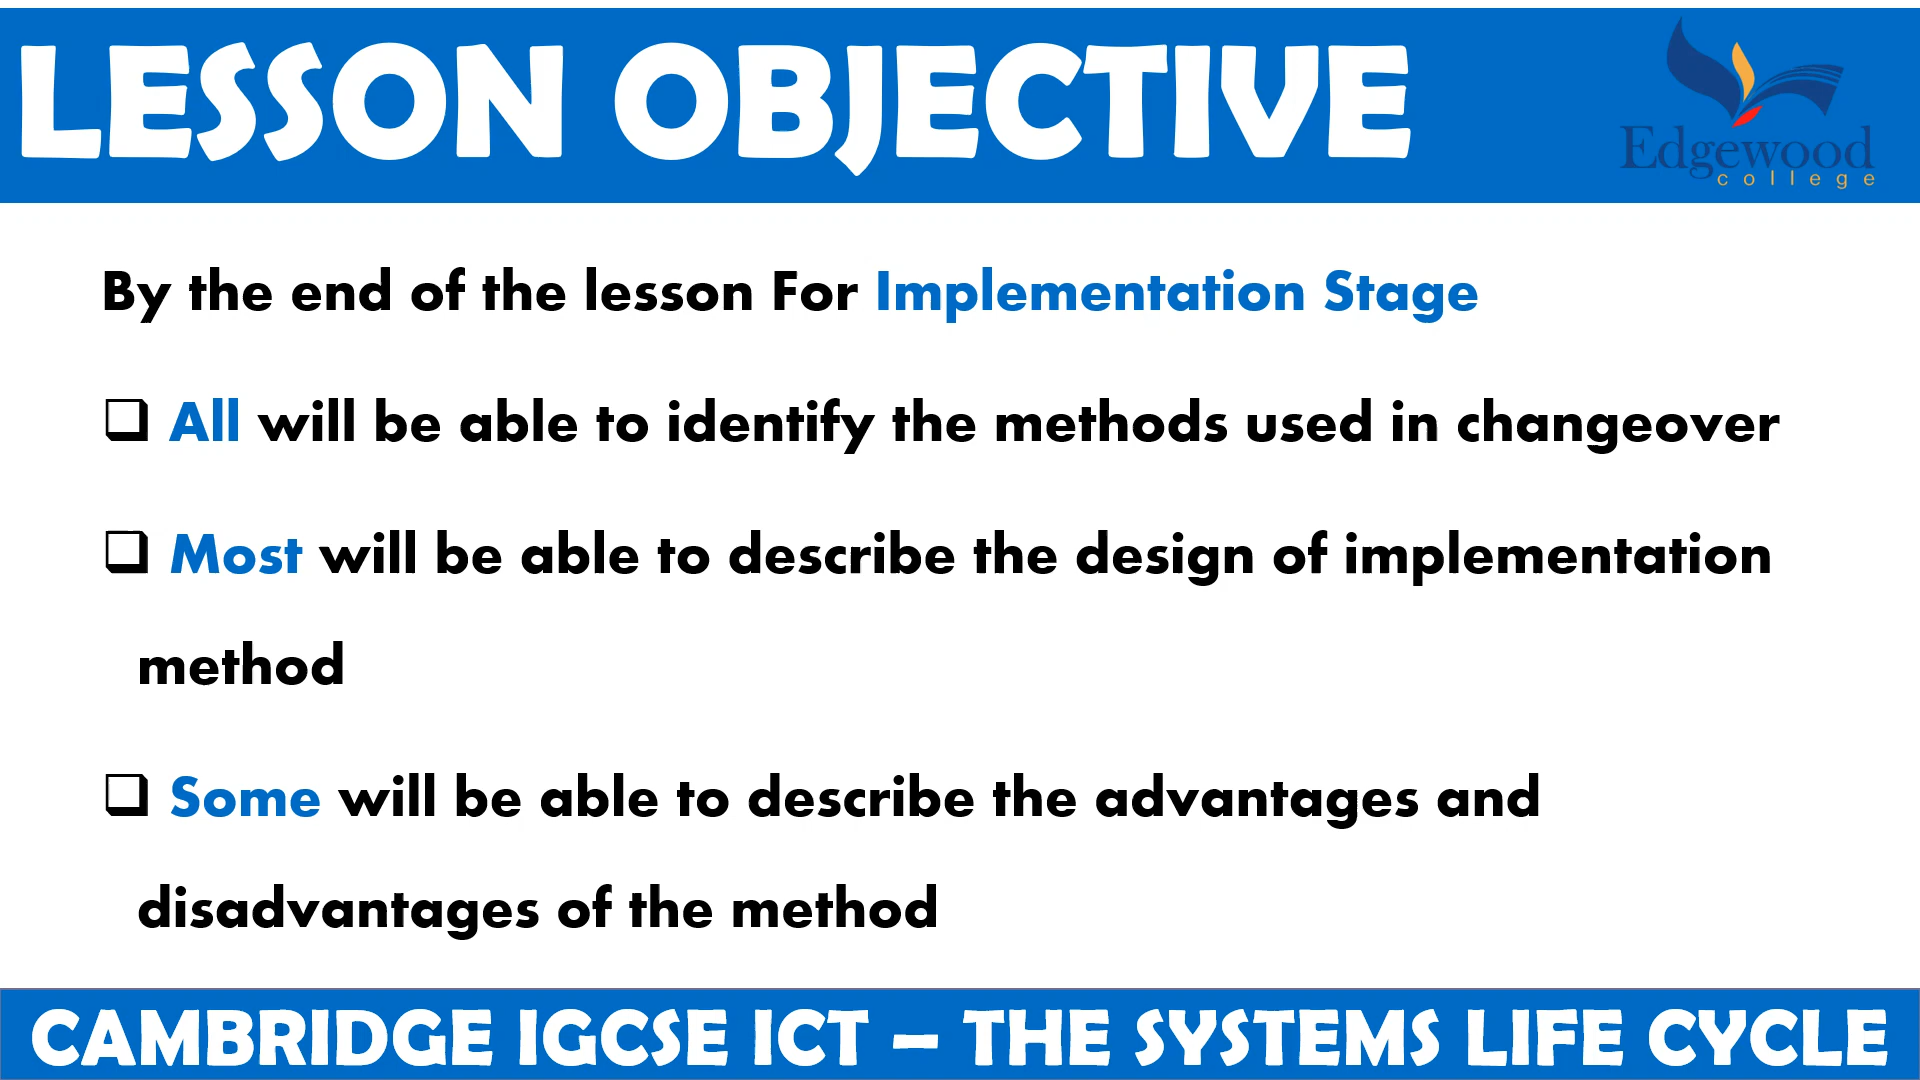 LESSON OBJECTIVE
Edgewood
college
By the end of the lesson For Implementation Stage
❑ All will be able to identify the methods used in changeover
❑ Most will be able to describe the design of implementation
method
❑ Some will be able to describe the advantages and
disadvantages of the method
CAMBRIDGE IGCSE ICT – THE SYSTEMS LIFE CYCLE